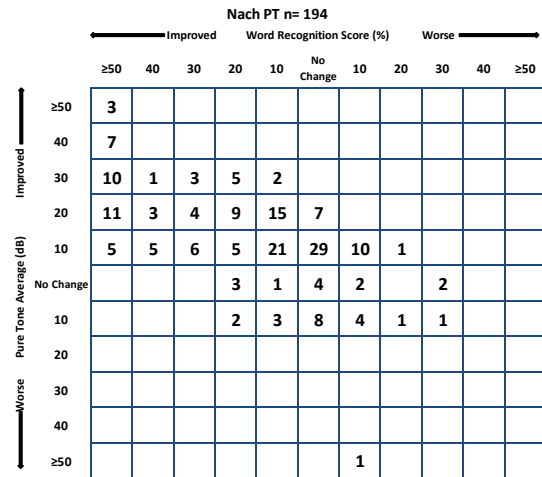 Nach PT n= 194
Improved Word Recognition Score (%) Worse
≥50 40 30 20 10 No Change 10 20 30 40 ≥50
Improved
Pure Tone Average (dB)
Worse
≥50 3
40 7
30 10 1 3 5 2
20 11 3 4 9 15 7
10 5 5 6 5 21 29 10 1
No Change 3 1 4 2 2
10 2 3 8 4 1 1
20
30
40
≥50 1